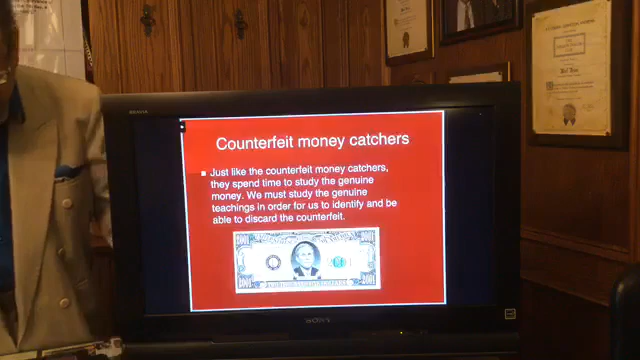 BRAVIA
Counterfeit money catchers
Just like the counterfeit money catchers,
they spend time to study the genuine
money. We must study the genuine
teachings in order for us to identify and be
able to discard the counterfeit.
SONY